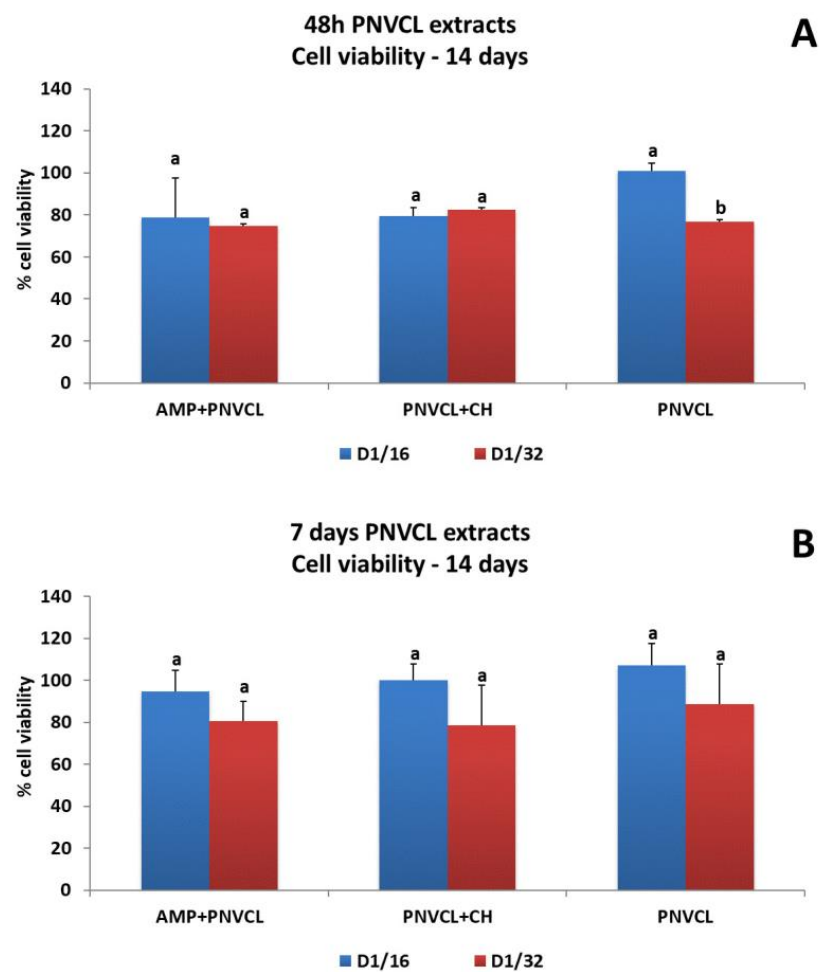 48h PNVCL extracts
Cell viability - 14 days
A
140
120
100
80
60
40
20
0
% cell viability
a
a
a
a
a
b
AMP+PNVCL
PNVCL+CH
PNVCL
D1/16
D1/32
7 days PNVCL extracts
Cell viability - 14 days
B
140
120
100
80
60
40
20
0
% cell viability
a
a
a
a
a
a
AMP+PNVCL
PNVCL+CH
PNVCL
D1/16
D1/32